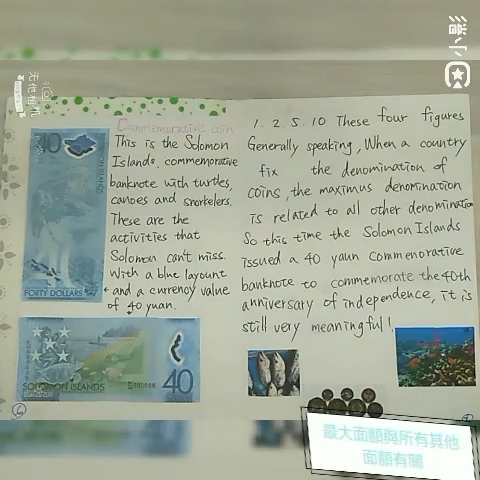 Commemorative coin
This is the Solomon
Islands, commemorative
banknote with turtles,
canoes and snorkelers.
These are the
activities that
Solomon can't miss.
With a blue layount
and a currency value
of 40 yuan.
40
FORTY DOLLARS
SOLOMON ISLANDS
40
1. 2. 5. 10 These four figures
Generally speaking, When a country
fix the denomination of
coins, the maximus denomination
is related to all other denomination
So this time the Solomon Islands
issued a 40 yaun commemorative
banknote to commemorate the 40th
anniversary of independence, it is
still very meaningful!
最大面額與所有其他
面額有關